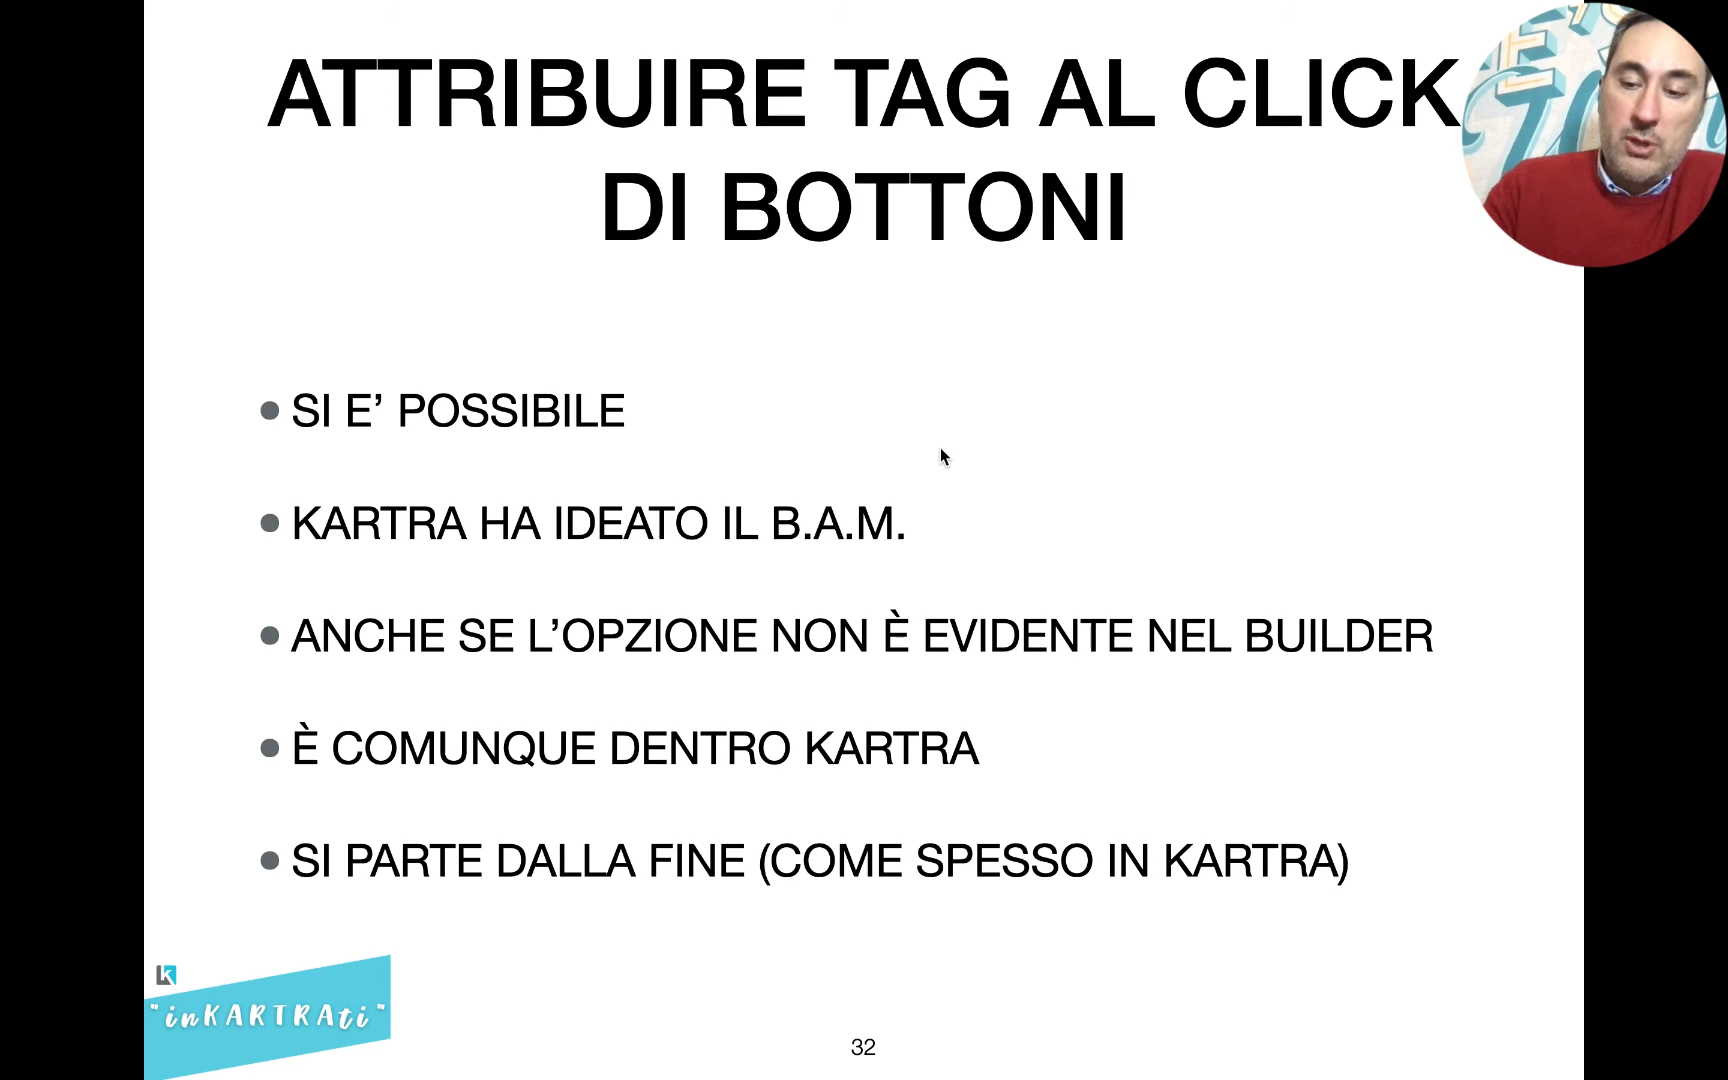 ATTRIBUIRE TAG AL CLICK
DI BOTTONI
SI E’ POSSIBILE
KARTRA HA IDEATO IL B.A.M.
ANCHE SE L’OPZIONE NON È EVIDENTE NEL BUILDER
È COMUNQUE DENTRO KARTRA
SI PARTE DALLA FINE (COME SPESSO IN KARTRA)
"inKARTRAti"
32